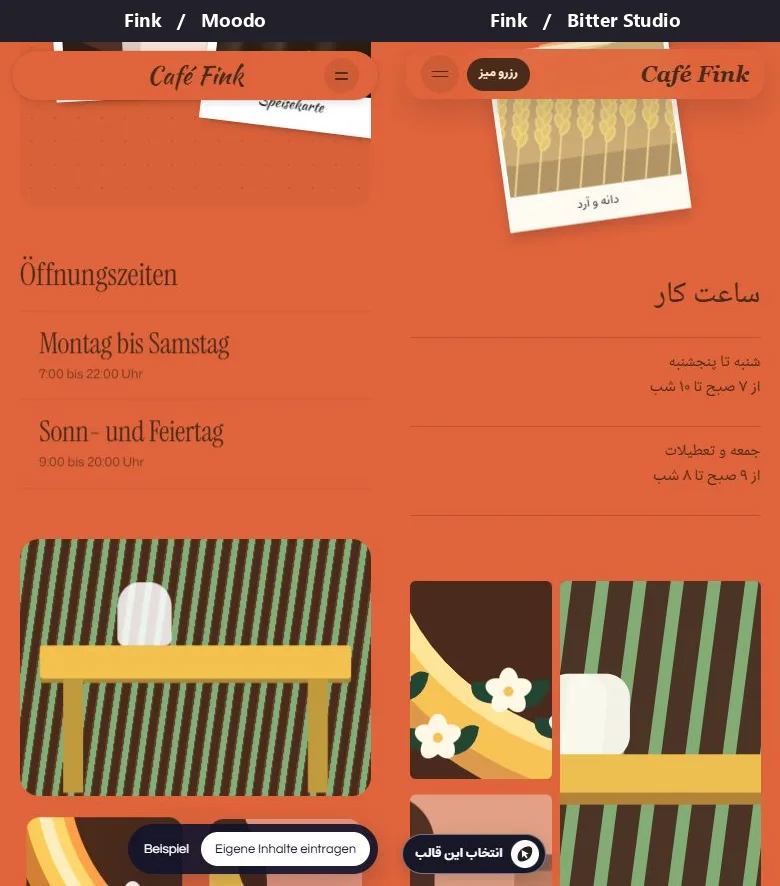 Fink / Moodo
Café Fink
Speisekarte
Öffnungszeiten
Montag bis Samstag
7:00 bis 22:00 Uhr
Sonn- und Feiertag
9:00 bis 20:00 Uhr
Beispiel
Eigene Inhalte eintragen
Fink / Bitter Studio
رزرو میز
Café Fink
دانه و آرد
ساعت کار
شنبه تا پنجشنبه
از ۷ صبح تا ۱۰ شب
جمعه و تعطیلات
از ۹ صبح تا ۸ شب
انتخاب این قالب